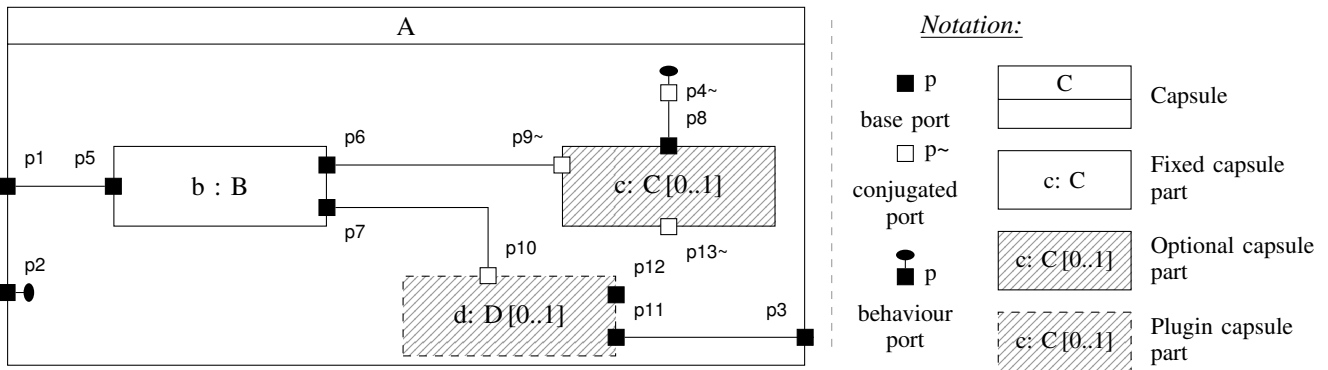 A
p1
p5
b : B
p6
p7
p9~
p4~
p8
c: C [0..1]
p13~
p2
p10
p12
d: D [0..1]
p11
p3
Notation:
p
base port
p~
conjugated
port
p
behaviour
port
C
Capsule
c: C
Fixed capsule
part
c: C [0..1]
Optional capsule
part
c: C [0..1]
Plugin capsule
part